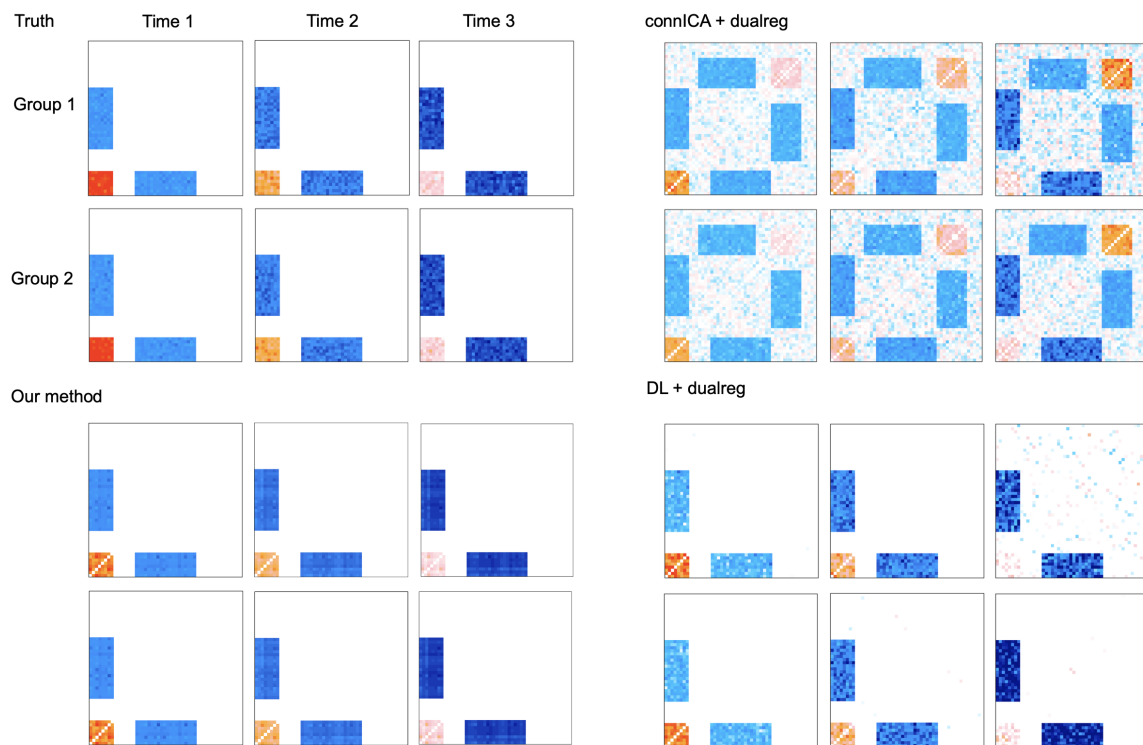 Truth
Time 1
Time 2
Time 3
connICA + dualreg
Group 1
Group 2
Our method
DL + dualreg